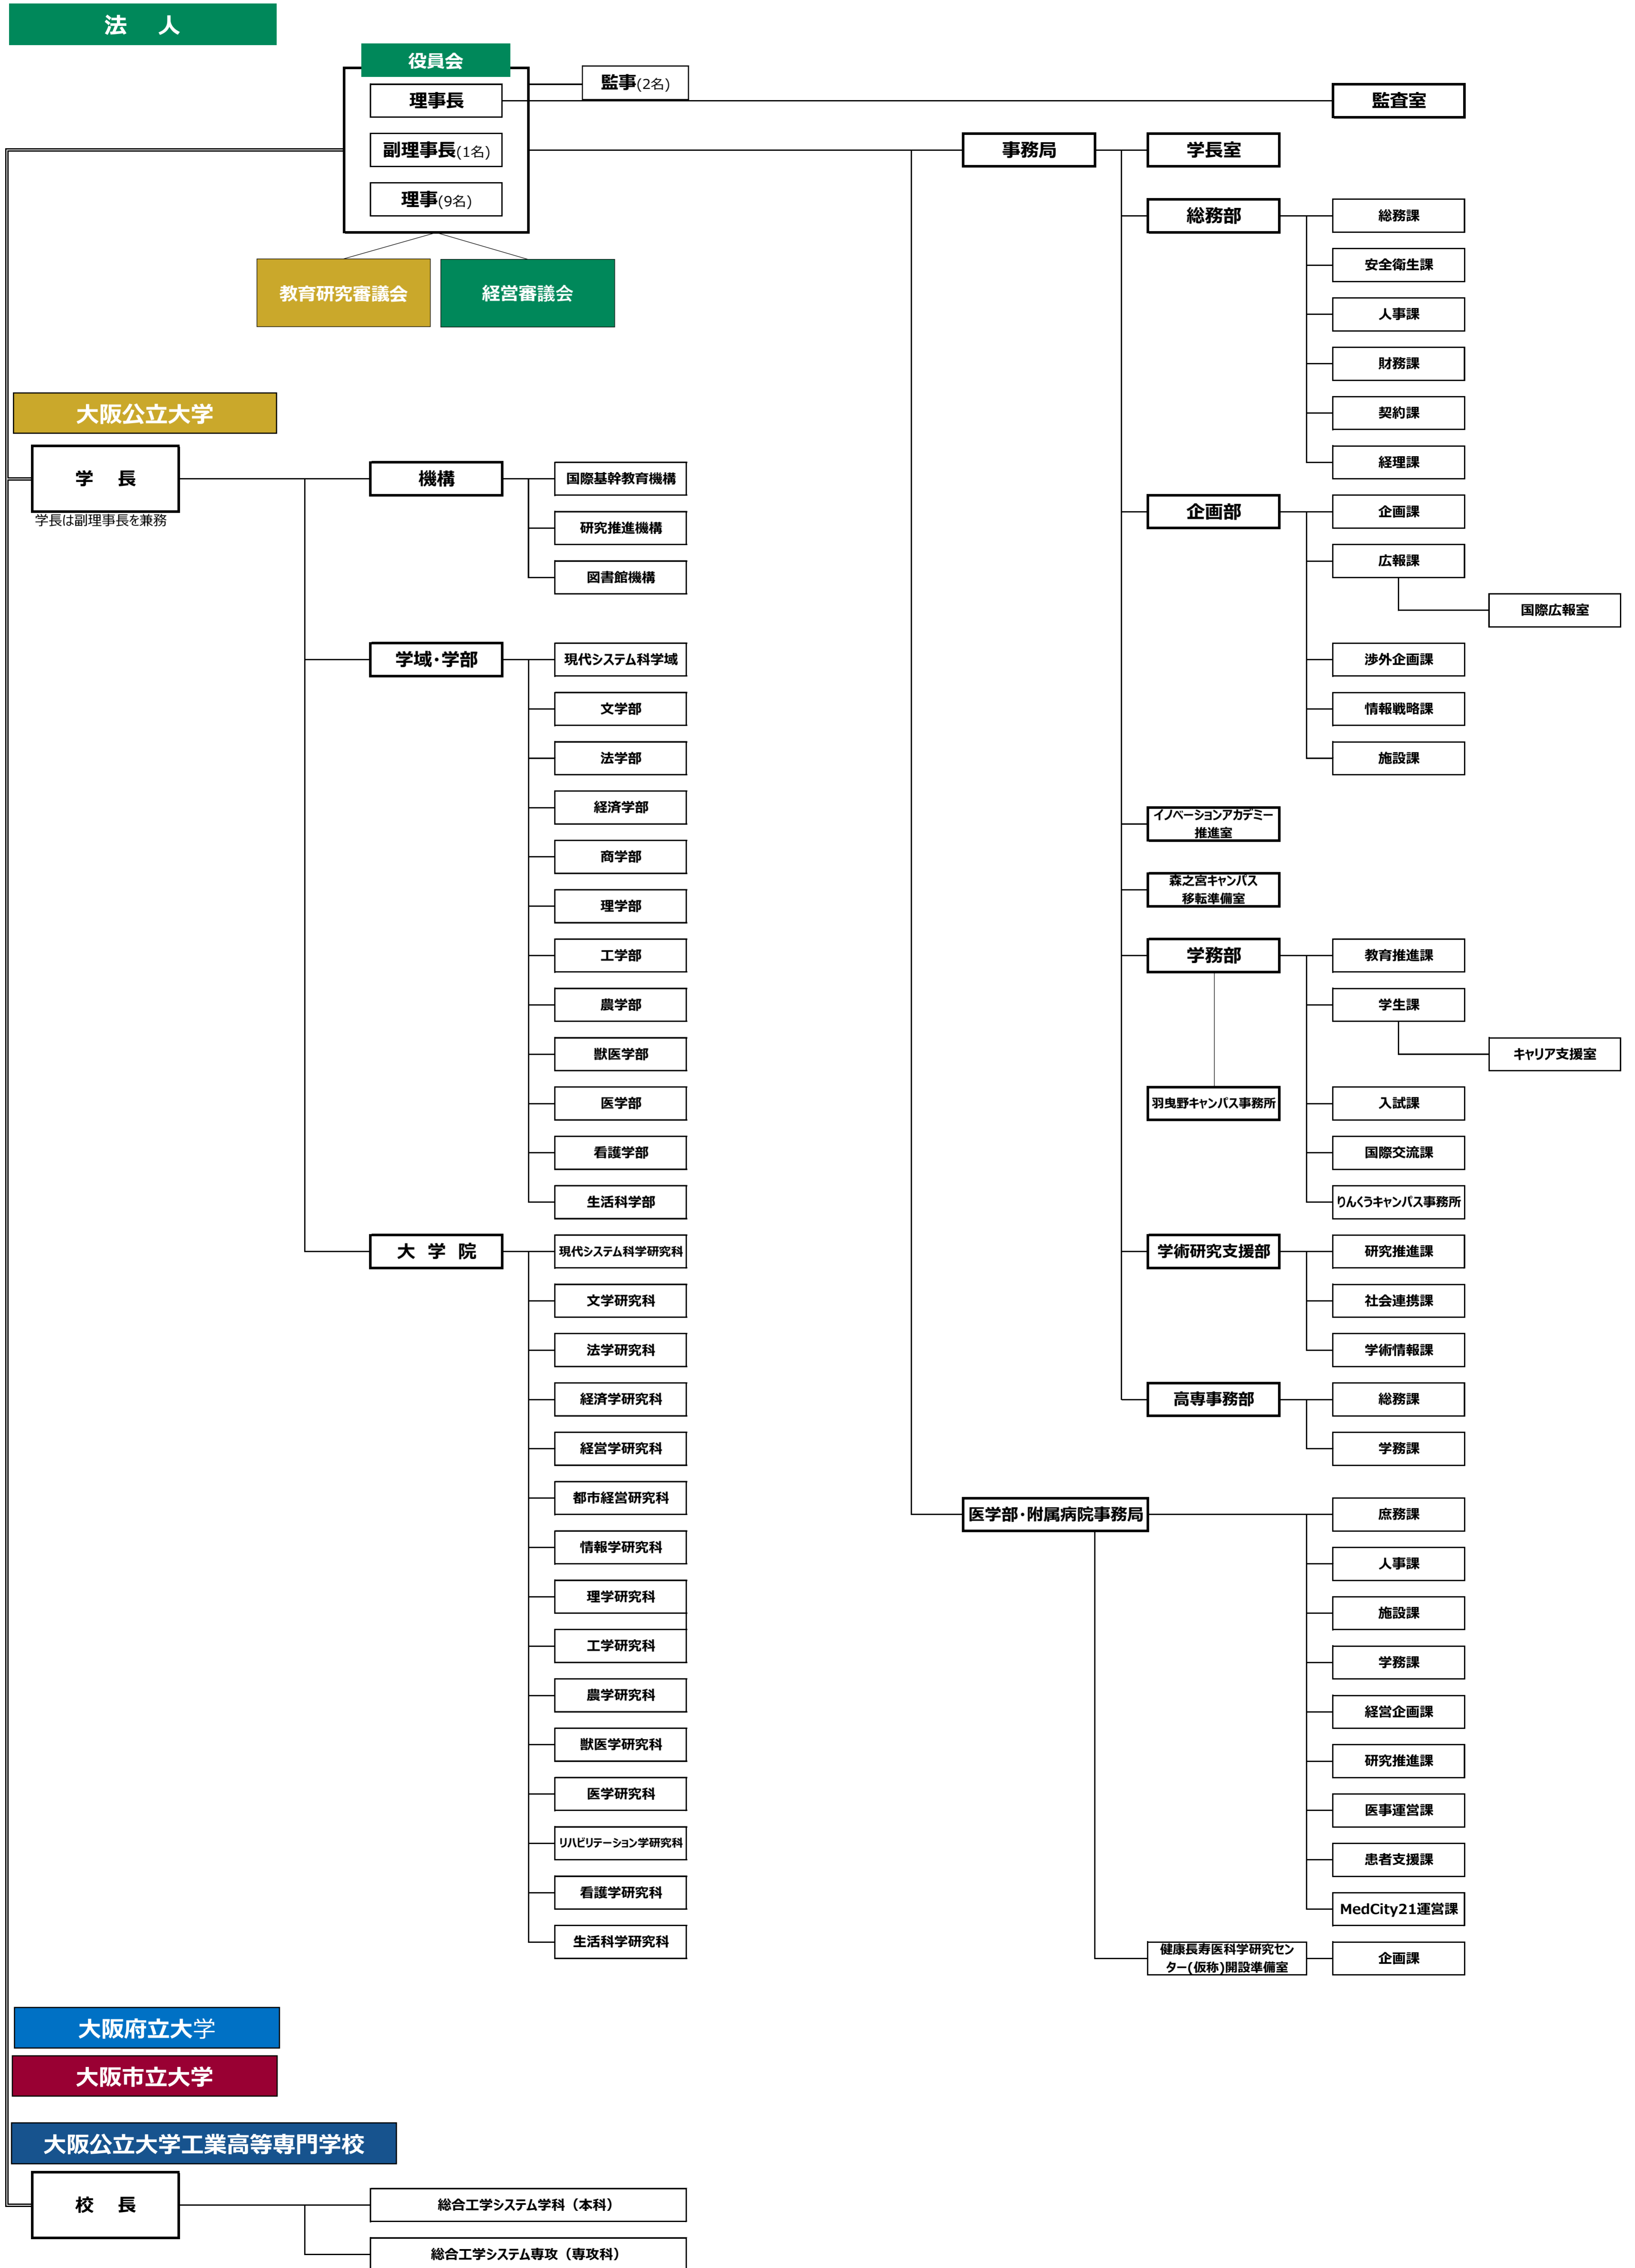 法 人
役員会
理事長
副理事長(1名)
理事(9名)
監事(2名)
監査室
教育研究審議会
経営審議会
事務局
学長室
総務部
総務課
安全衛生課
人事課
財務課
契約課
経理課
企画部
企画課
広報課
国際広報室
渉外企画課
情報戦略課
施設課
イノベーションアカデミー
推進室
森之宮キャンパス
移転準備室
学務部
教育推進課
学生課
キャリア支援室
羽曳野キャンパス事務所
入試課
国際交流課
りんくうキャンパス事務所
学術研究支援部
研究推進課
社会連携課
学術情報課
高専事務部
総務課
学務課
医学部・附属病院事務局
庶務課
人事課
施設課
学務課
経営企画課
研究推進課
医事運営課
患者支援課
MedCity21運営課
健康長寿医科学研究セン
ター(仮称)開設準備室
企画課
大阪公立大学
学 長
学長は副理事長を兼務
機構
国際基幹教育機構
研究推進機構
図書館機構
学域・学部
現代システム科学域
文学部
法学部
経済学部
商学部
理学部
工学部
農学部
獣医学部
医学部
看護学部
生活科学部
大 学 院
現代システム科学研究科
文学研究科
法学研究科
経済学研究科
経営学研究科
都市経営研究科
情報学研究科
理学研究科
工学研究科
農学研究科
獣医学研究科
医学研究科
リハビリテーション学研究科
看護学研究科
生活科学研究科
大阪府立大学
大阪市立大学
大阪公立大学工業高等専門学校
校 長
総合工学システム学科（本科）
総合工学システム専攻（専攻科）